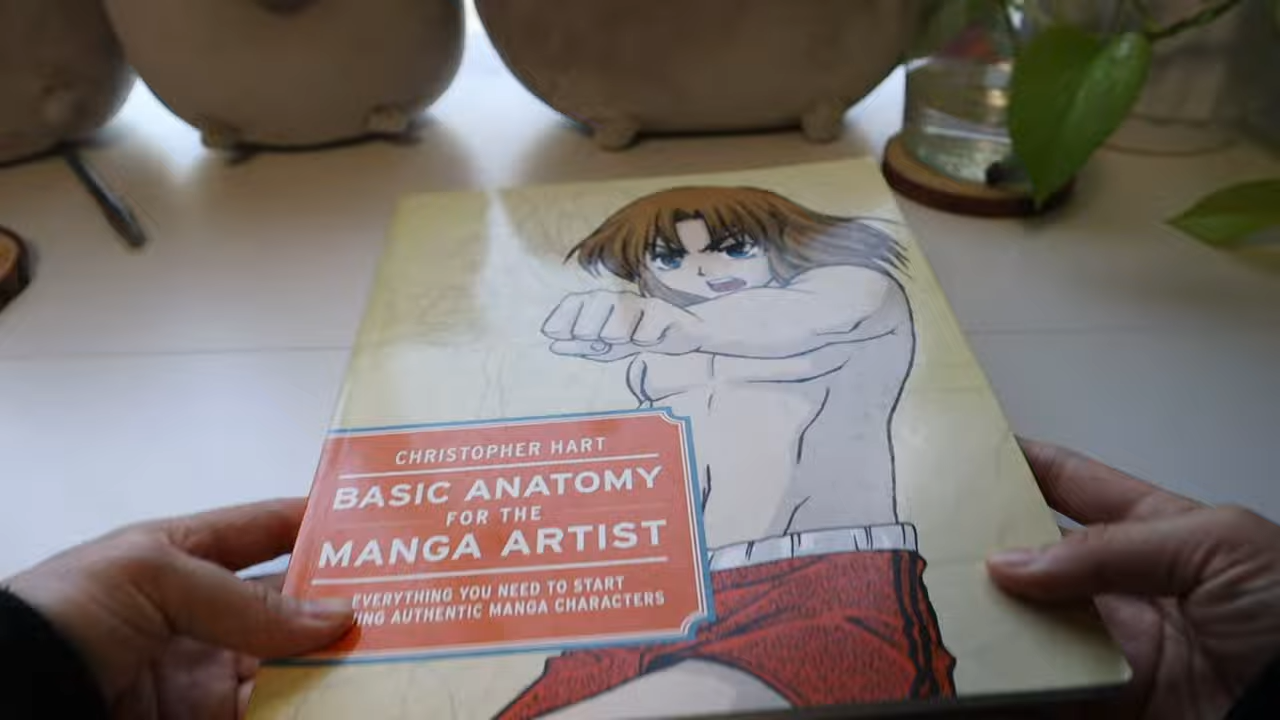 CHRISTOPHER HART
BASIC ANATOMY
FOR THE
MANGA ARTIST
EVERYTHING YOU NEED TO START
AUTHENTIC MANGA CHARACTERS